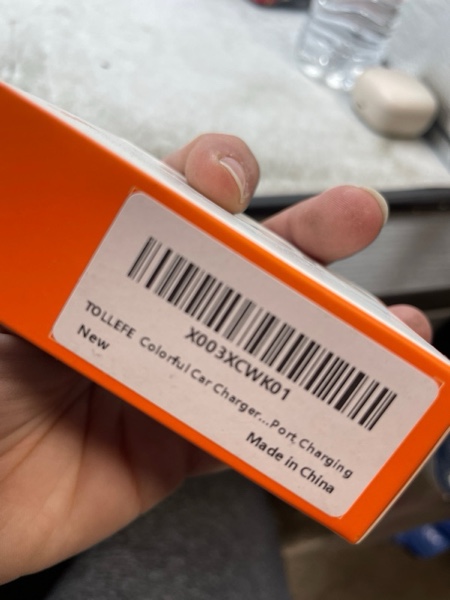 X003XCWK01
TOLLEFE Colorful Car Charger...Port Charging
New
Made in China